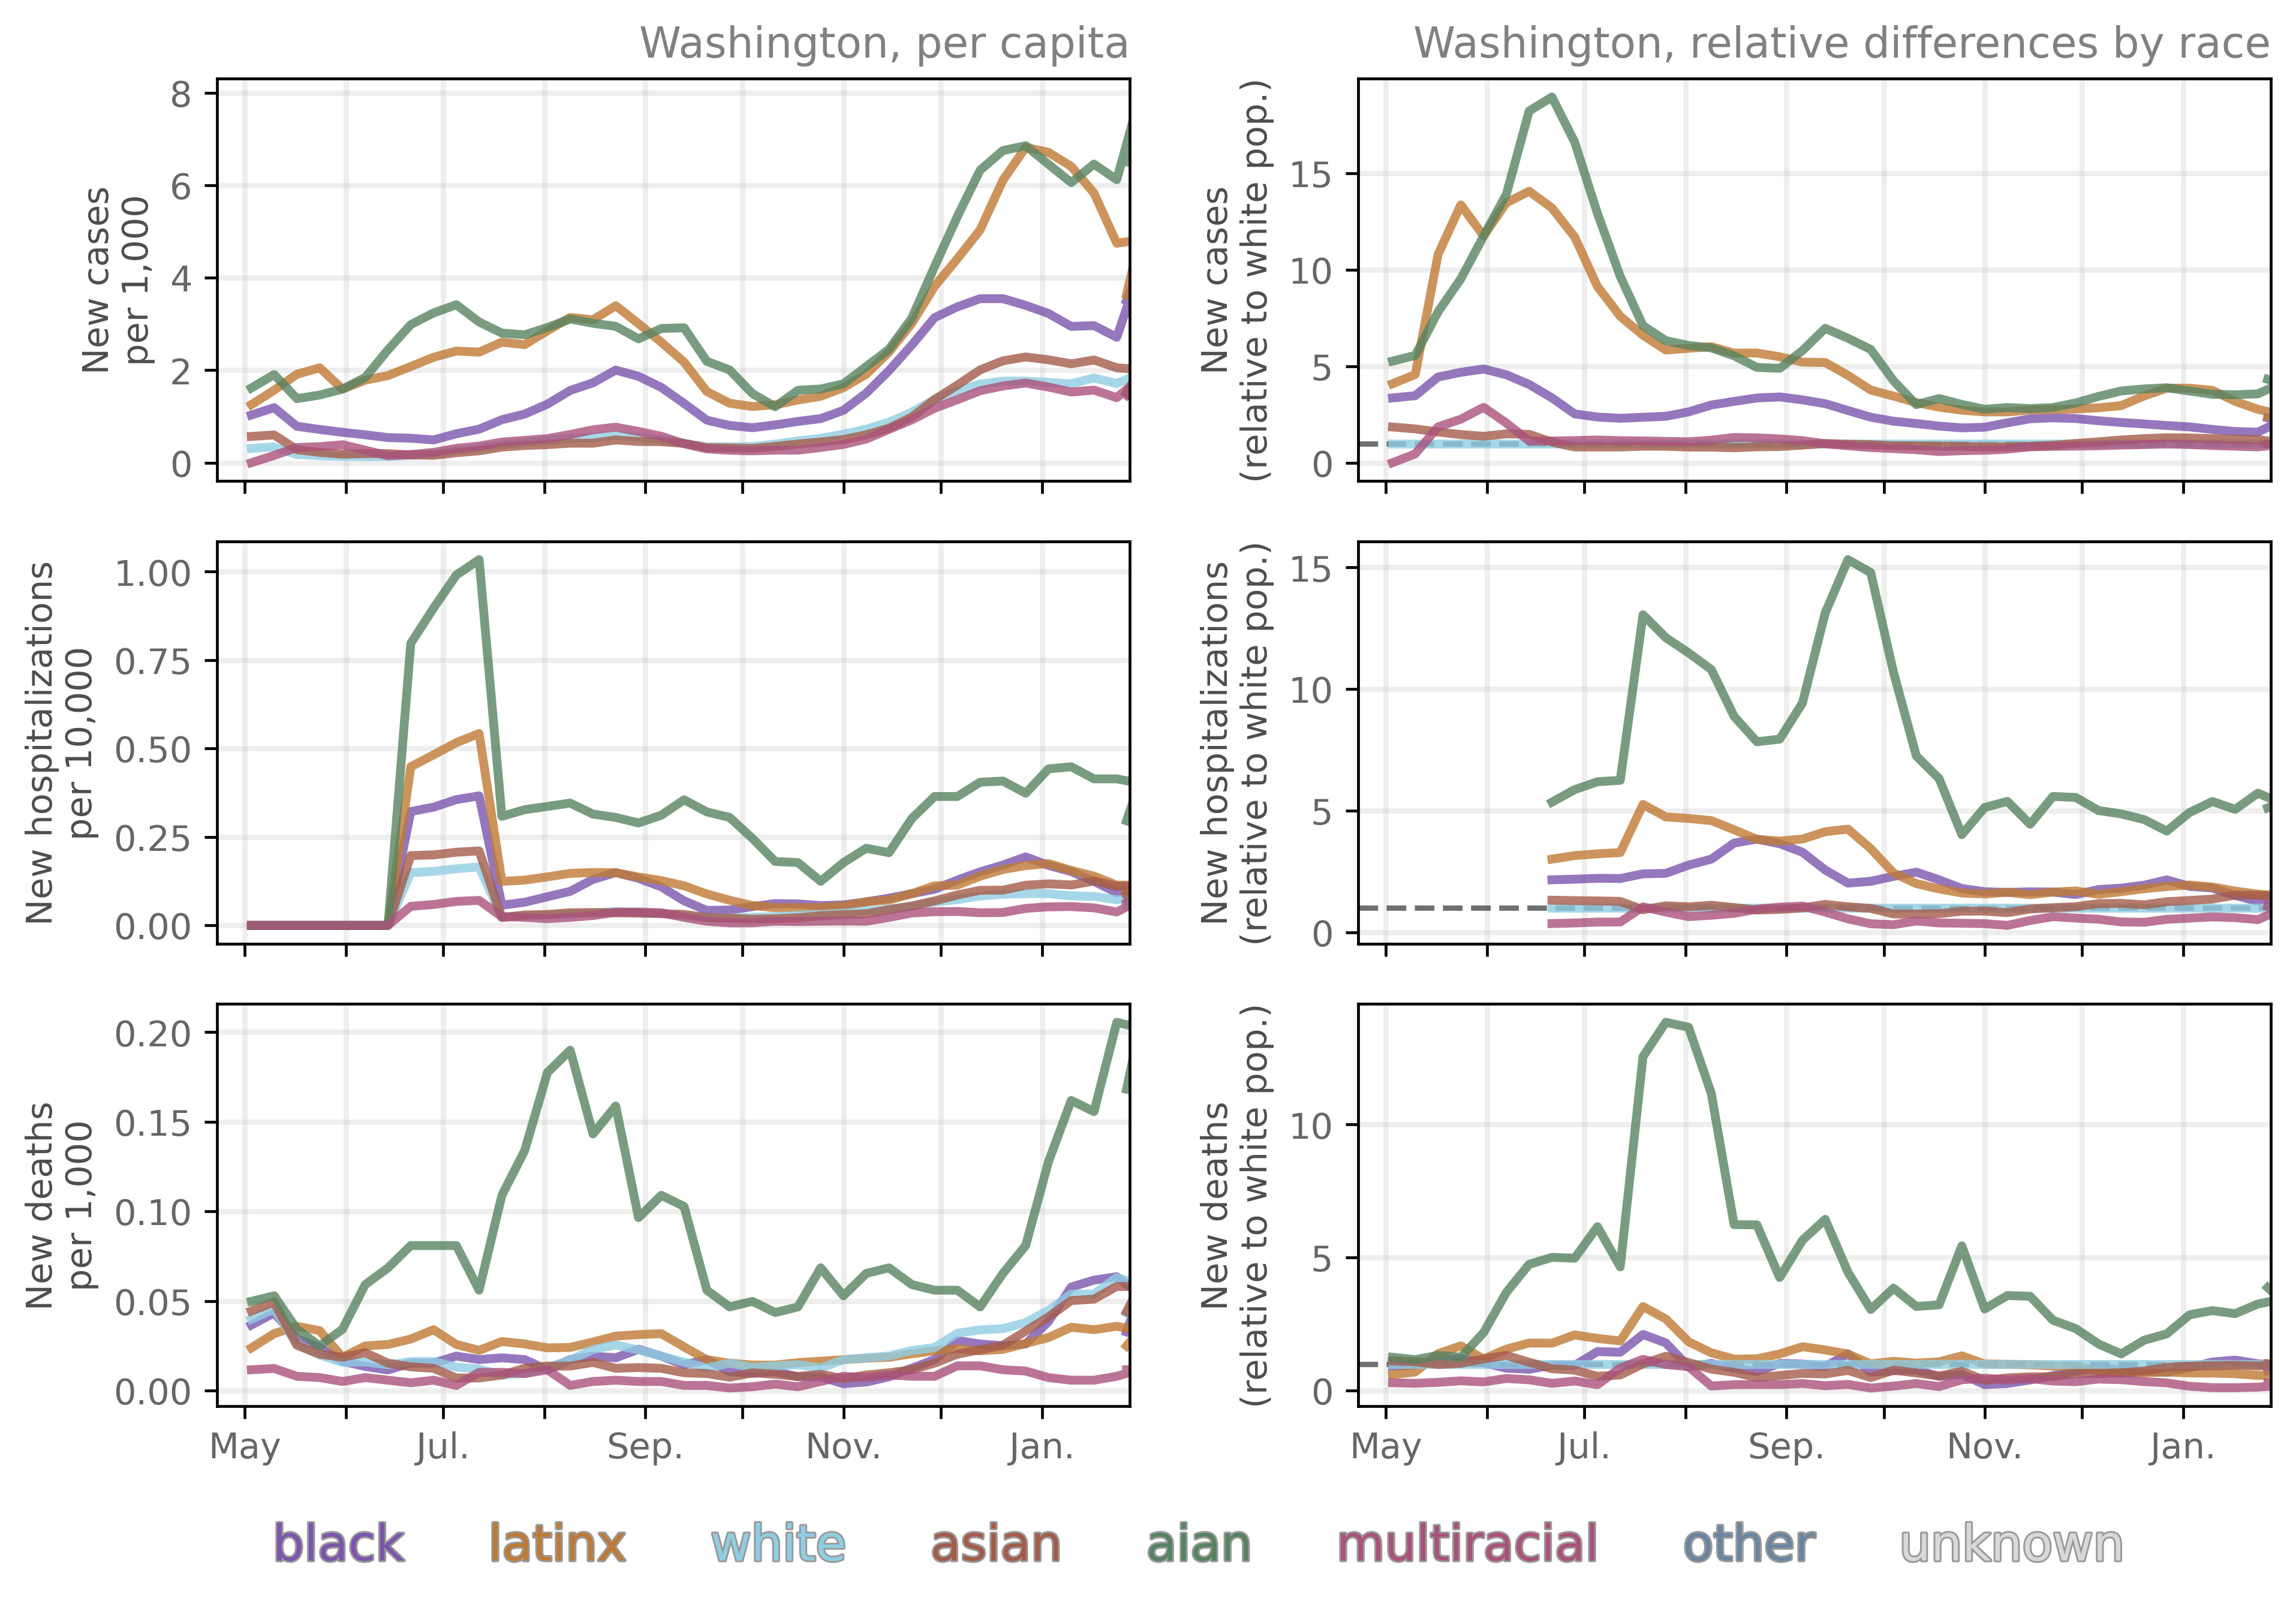 Washington, per capita
Washington, relative differences by race
New cases
per 1,000
8
6
4
2
0
New cases
(relative to white pop.)
15
10
5
0
New hospitalizations
per 10,000
1.00
0.75
0.50
0.25
0.00
New hospitalizations
(relative to white pop.)
15
10
5
0
New deaths
per 1,000
0.20
0.15
0.10
0.05
0.00
New deaths
(relative to white pop.)
10
5
0
May Jul. Sep. Nov. Jan.
May Jul. Sep. Nov. Jan.
black latinx white asian aian multiracial other unknown